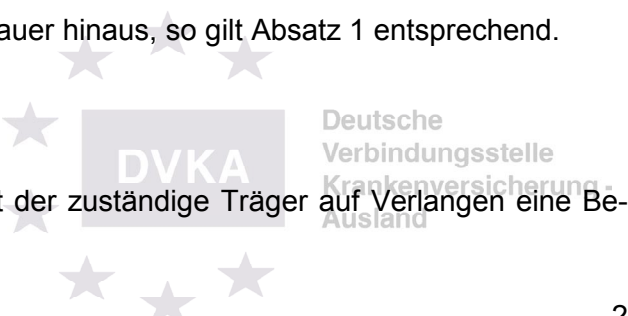 auer hinaus, so gilt Absatz 1 entsprechend.
DVKA
Deutsche
Verbindungsstelle
Krankenversicherung -
Ausland
t der zuständige Träger auf Verlangen eine Be-
2